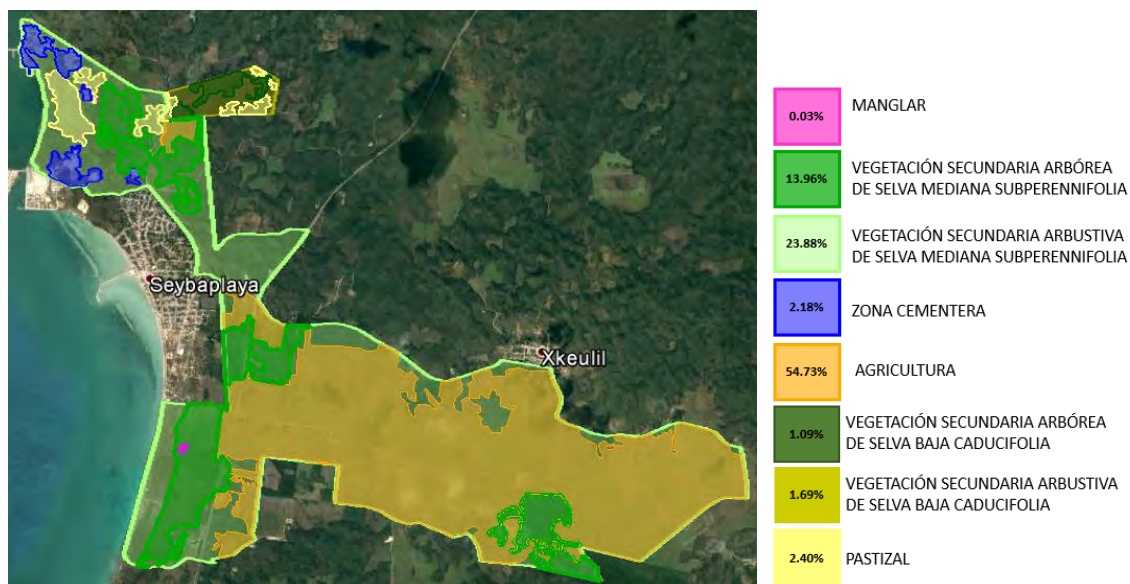 Seybaplaya
Xkeulil
0.03% MANGLAR
13.96% VEGETACIÓN SECUNDARIA ARBÓREA
DE SELVA MEDIANA SUBPERENNIFOLIA
23.88% VEGETACIÓN SECUNDARIA ARBUSTIVA
DE SELVA MEDIANA SUBPERENNIFOLIA
2.18% ZONA CEMENTERA
54.73% AGRICULTURA
1.09% VEGETACIÓN SECUNDARIA ARBÓREA
DE SELVA BAJA CADUCIFOLIA
1.69% VEGETACIÓN SECUNDARIA ARBUSTIVA
DE SELVA BAJA CADUCIFOLIA
2.40% PASTIZAL